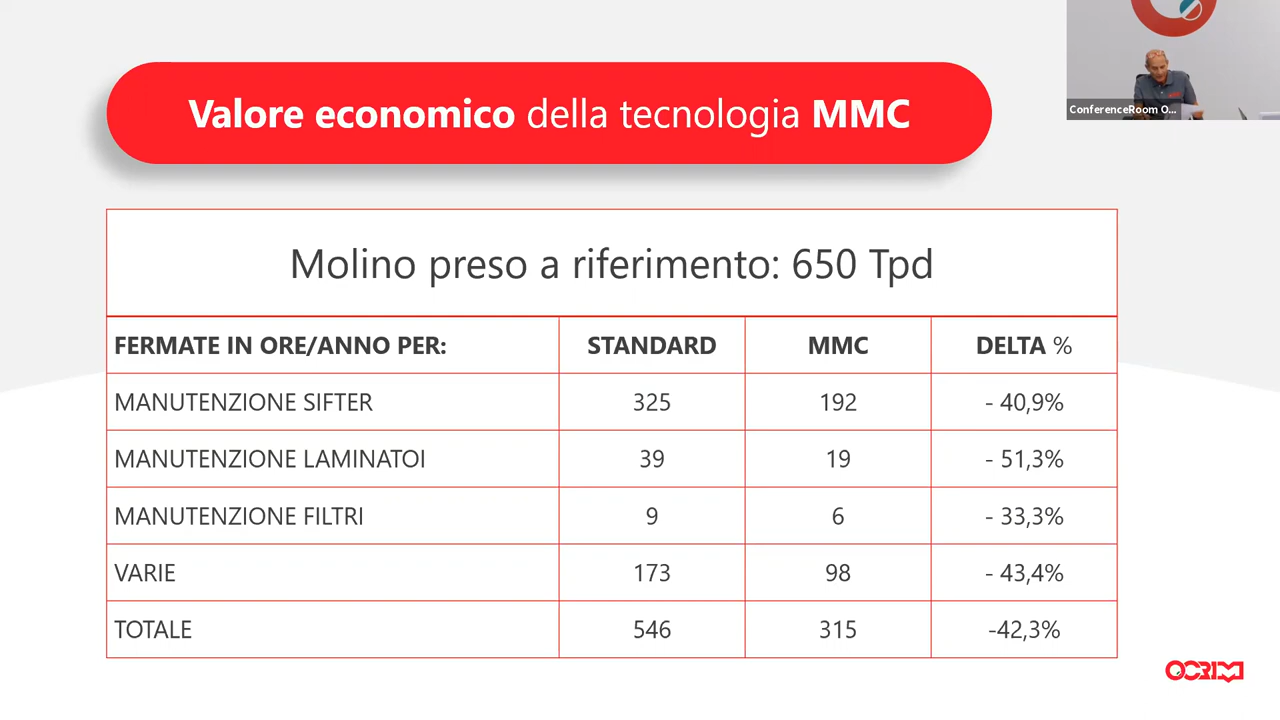 Valore economico della tecnologia MMC
ConferenceRoom O...
Molino preso a riferimento: 650 Tpd
FERMATE IN ORE/ANNO PER: STANDARD MMC DELTA %
MANUTENZIONE SIFTER 325 192 - 40,9%
MANUTENZIONE LAMINATOI 39 19 - 51,3%
MANUTENZIONE FILTRI 9 6 - 33,3%
VARIE 173 98 - 43,4%
TOTALE 546 315 -42,3%
OCRIM